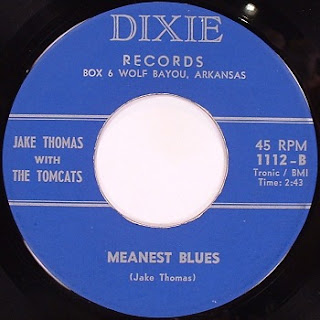 DIXIE
RECORDS
BOX 6 WOLF BAYOU, ARKANSAS
JAKE THOMAS
WITH
THE TOMCATS
45 RPM
1112-B
Tronic / BMI
Time: 2:43
MEANEST BLUES
(Jake Thomas)